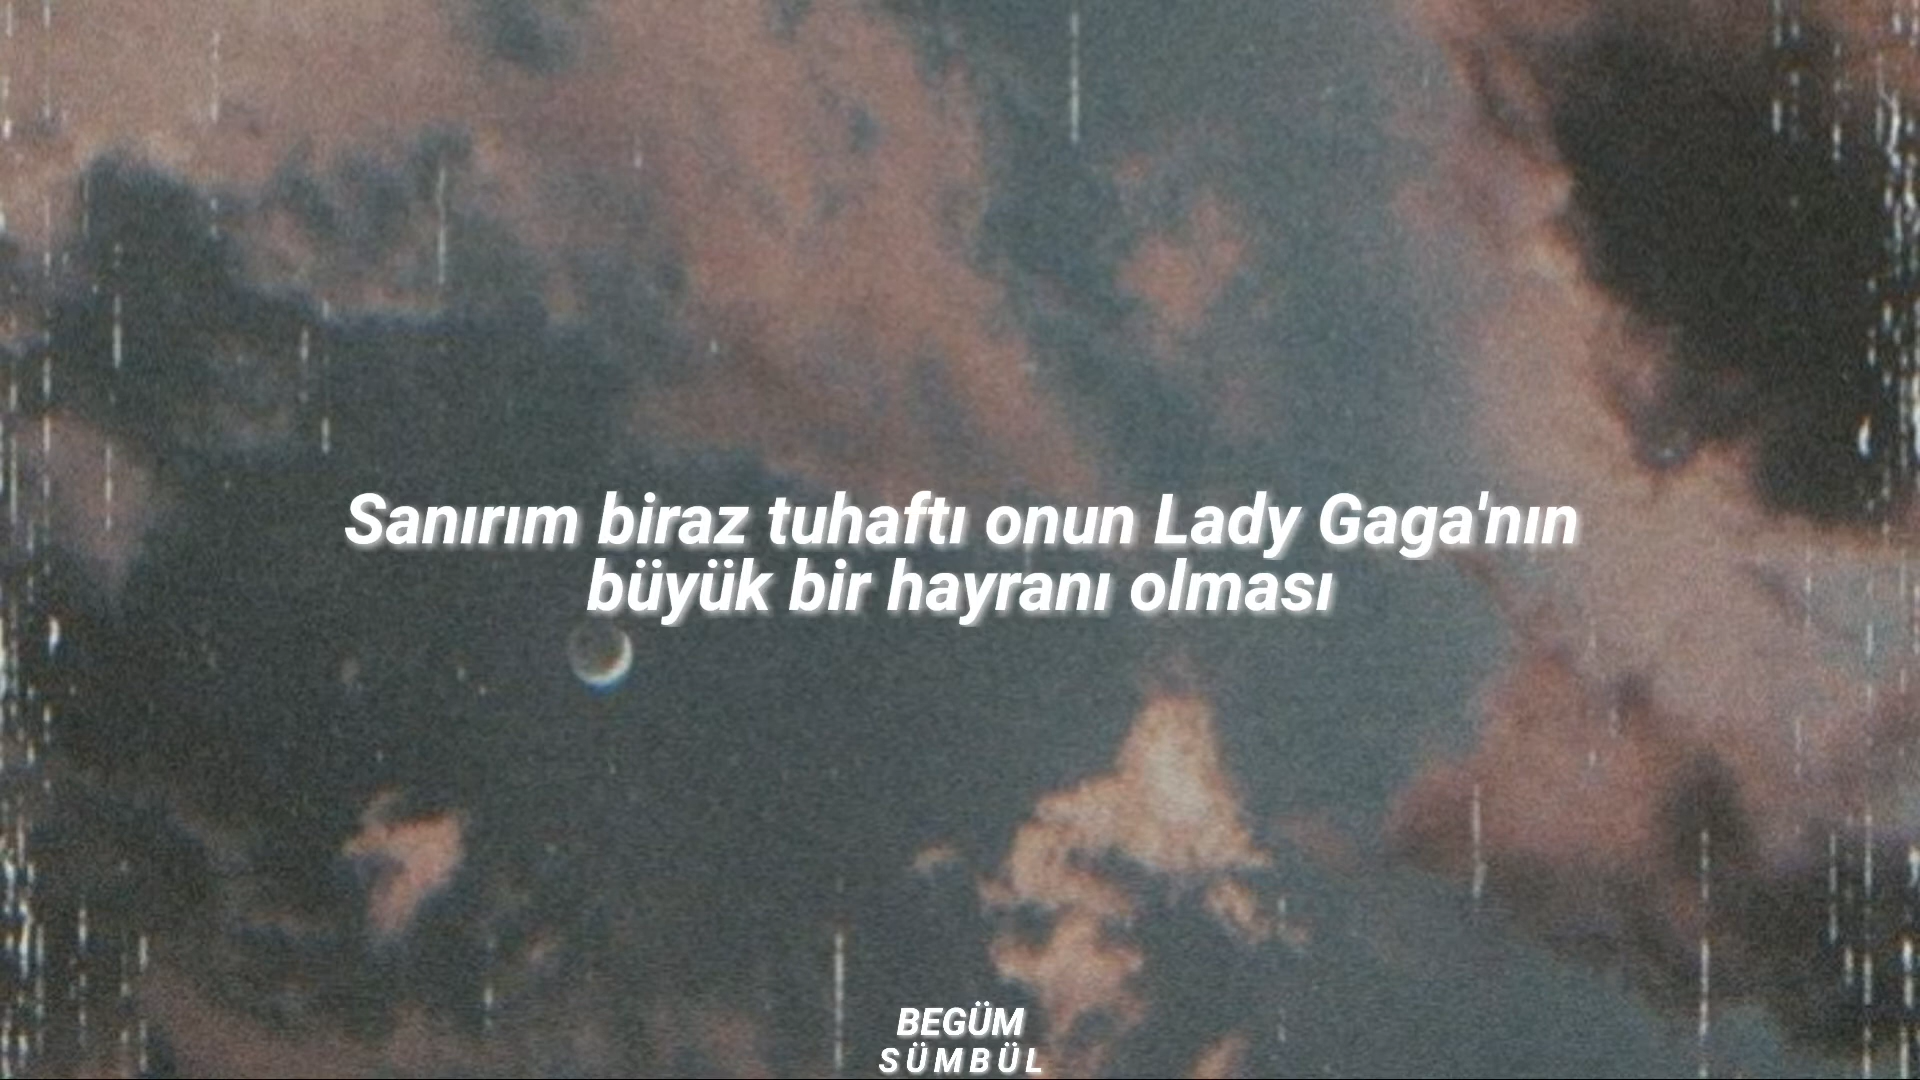 Sanırım biraz tuhaftı onun Lady Gaga'nın
büyük bir hayranı olması
BEGÜM
SÜMBÜL